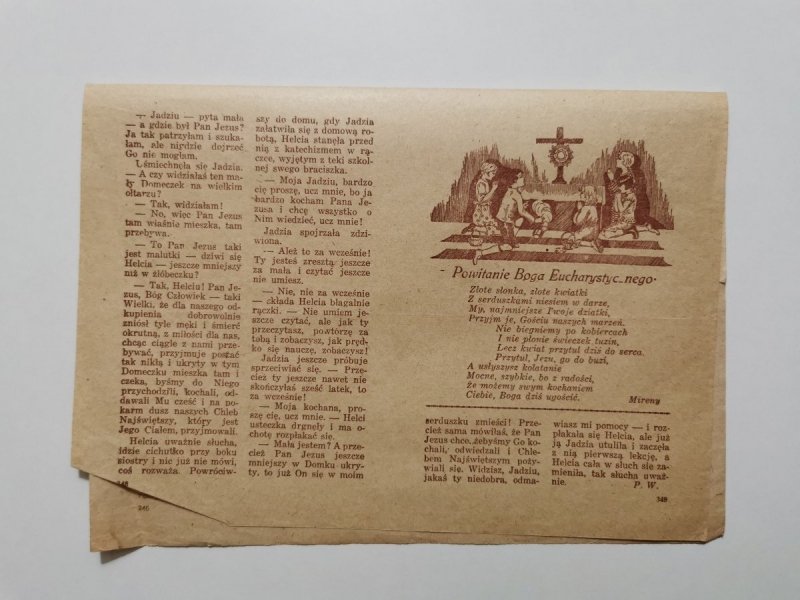 — Jadziu — pyta mała
— a gdzie był Pan Jezus?
Ja tak patrzyłam i szuka-
łam, ale nigdzie dojrzeć
Go nie mogłam.
Uśmiechnęła się Jadzia.
— A czy widziałaś ten ma-
ły Domeczek na wielkim
ołtarzu?
— Tak, widziałam!
— No, więc Pan Jezus
tam właśnie mieszka, tam
przebywa.
— To Pan Jezus taki
jest malutki — dziwi się
Helcia — jeszcze mniejszy
niż w żłóbeczku?
— Tak, Helciu! Pan Je-
zus, Bóg Człowiek — taki
Wielki, że dla naszego od-
kupienia dobrowolnie
zniósł tyle męki i śmierć
okrutną, z miłości dla nas,
chcąc ciągle z nami prze-
bywać, przyjmuje postać
tak nikłą i ukryty w tym
Domeczku mieszka tam i
czeka, byśmy do Niego
przychodzili, kochali, od-
dawali Mu cześć i na po-
karm dusz naszych Chleb
Najświętszy, który jest
Jego Ciałem, przyjmowali.
Helcia uważnie słucha,
idzie cichutko przy boku
siostry i nic już nie mówi,
coś rozważa. Powróciw-
348
346
szy do domu, gdy Jadzia
załatwiła się z domową ro-
botą, Helcia stanęła przed
nią z katechizmem w rą-
czce, wyjętym z teki szkol-
nej swego braciszka.
— Moja Jadziu, bardzo
cię proszę, ucz mnie, bo ja
bardzo kocham Pana Je-
zusa i chcę wszystko o
Nim wiedzieć, ucz mnie!
Jadzia spojrzała zdzi-
wiona.
— Ależ to za wcześnie!
Ty jesteś zresztą jeszcze
za mała i czytać jeszcze
nie umiesz.
— Nie, nie za wcześnie
— składa Helcia błagalnie
rączki. — Nie umiem je-
szcze czytać, ale jak ty
przeczytasz, powtórzę za
tobą i zobaczysz, jak pręd-
ko się nauczę, zobaczysz!
Jadzia jeszcze próbuje
sprzeciwiać się. — Prze-
cież ty jeszcze nawet nie
skończyłaś sześć latek, to
za wcześnie!
— Moja kochana, pro-
szę cię, ucz mnie. — Helci
usteczka drgnęły i ma o-
chotę rozpłakać się.
— Mała jestem? A prze-
cież Pan Jezus jeszcze
mniejszy w Domku ukry-
ty, to już On się w moim
- Powitanie Boga Eucharystyc_nego·
Złote słonka, złote kwiatki
Z serduszkami niesiem w darze,
My, najmniejsze Twoje dziatki,
Przyjm je, Gościu naszych marzeń.
Nie biegniemy po kobiercach
I nie płonie świeczek tuzin,
Lecz kwiat przytul dziś do serca.
Przytul, Jezu, go do buzi,
A usłyszysz kołatanie
Mocne, szybkie, bo z radości,
Że możemy swym kochaniem
Ciebie, Boga dziś ugościć.
Mireny
serduszku zmieści! Prze-
cież sama mówiłaś, że Pan
Jezus chce, żebyśmy Go ko-
chali, odwiedzali i Chle-
bem Najświętszym poży-
wiali się. Widzisz, Jadziu,
jakaś ty niedobra, odma-
wiasz mi pomocy — i roz-
płakała się Helcia, ale już
ją Jadzia utuliła i zaczęła
z nią pierwszą lekcję, a
Helcia cała w słuch się za-
mieniła, tak słucha uważ-
nie.
P. W.
349